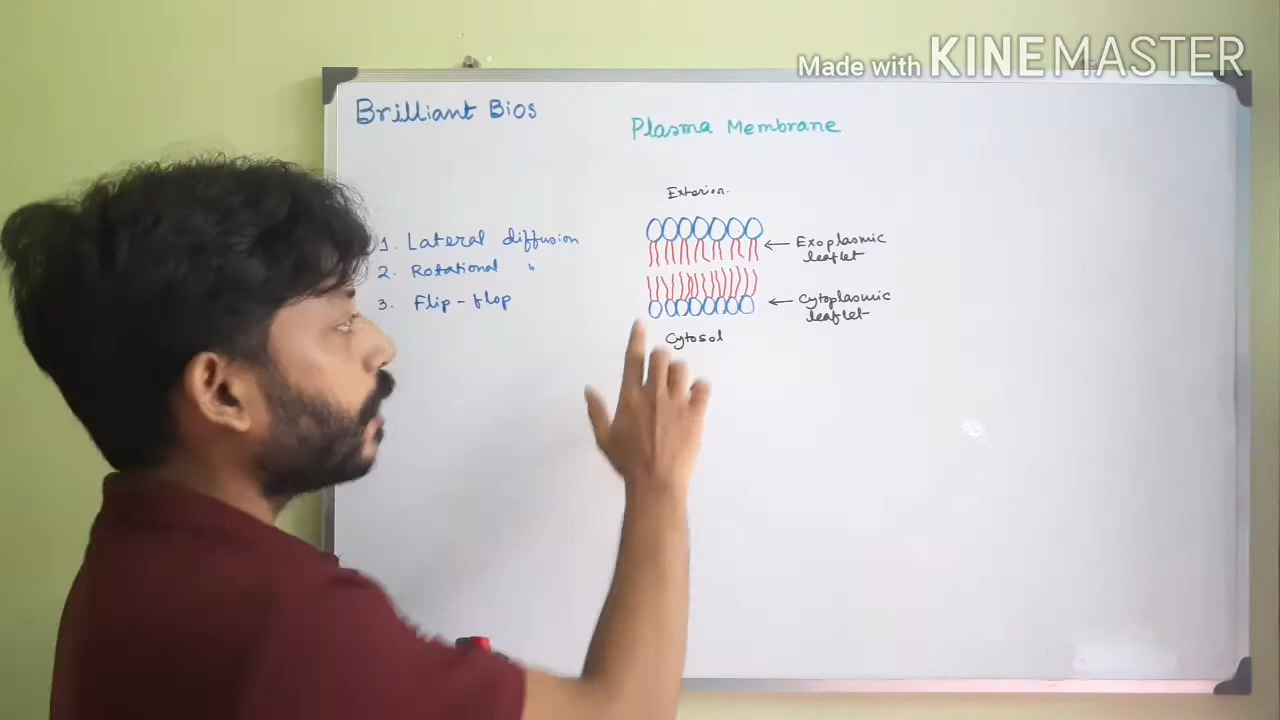 Made with KINEMASTER
Brilliant Bios
Plasma Membrane
Exterior.
1. Lateral diffusion
2. Rotational "
3. Flip-flop
← Exoplasmic
leaflet
← Cytoplasmic
leaflet
Cytosol